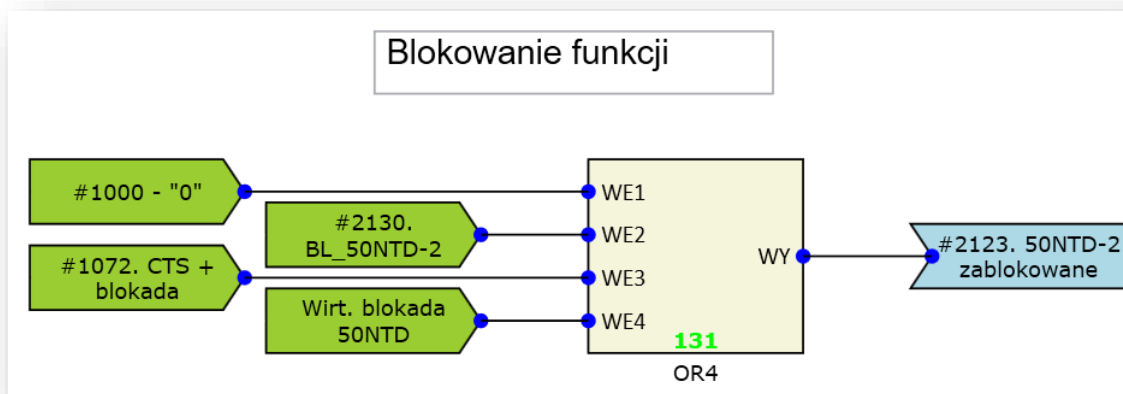 Blokowanie funkcji
#1000 - "0"
#2130.
BL_50NTD-2
#1072. CTS +
blokada
Wirt. blokada
50NTD
WE1
WE2
WE3
WE4
WY
131
OR4
#2123. 50NTD-2
zablokowane